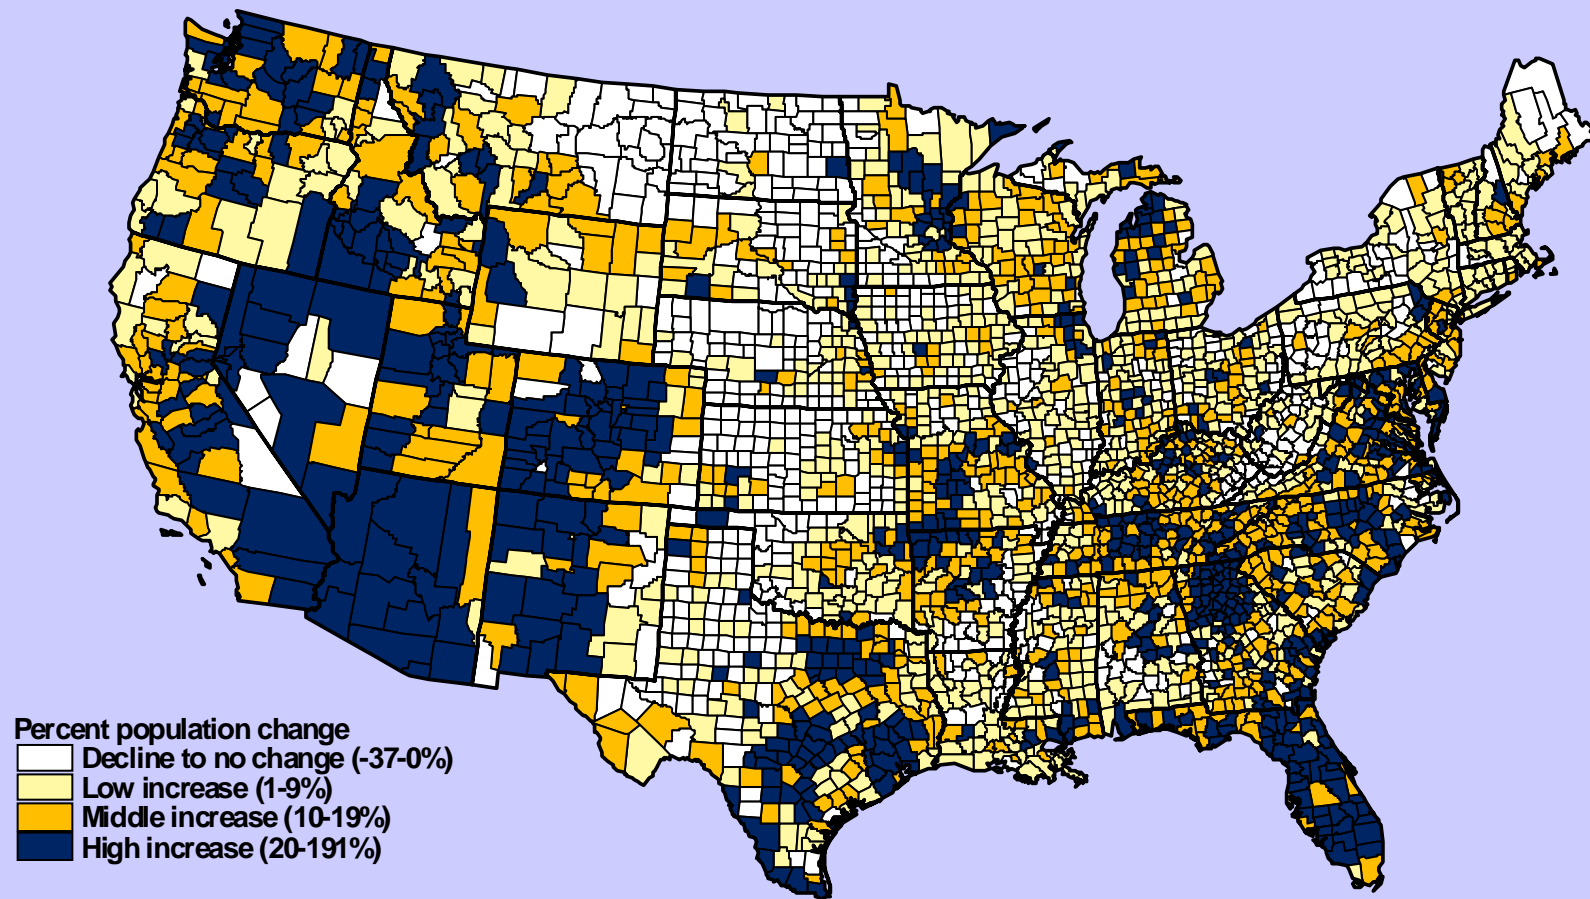 Percent population change
Decline to no change (-37-0%)
Low increase (1-9%)
Middle increase (10-19%)
High increase (20-191%)